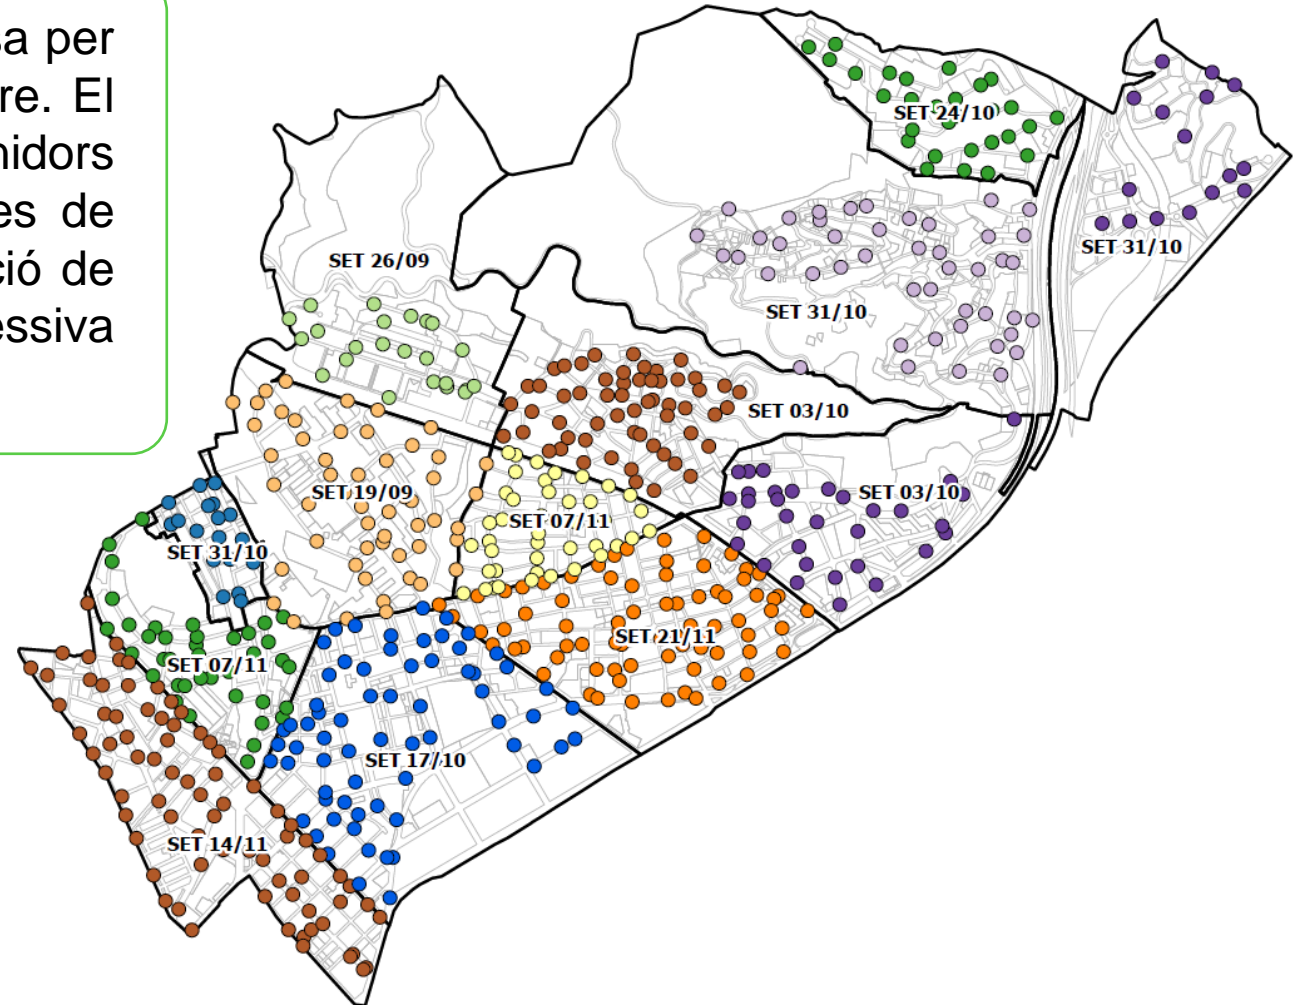 sa per
re. El
nidors
es de
ció de
essiva
SET 24/10
SET 31/10
SET 26/09
SET 31/10
SET 03/10
SET 19/09
SET 03/10
SET 07/11
SET 31/10
SET 21/11
SET 07/11
SET 17/10
SET 14/11